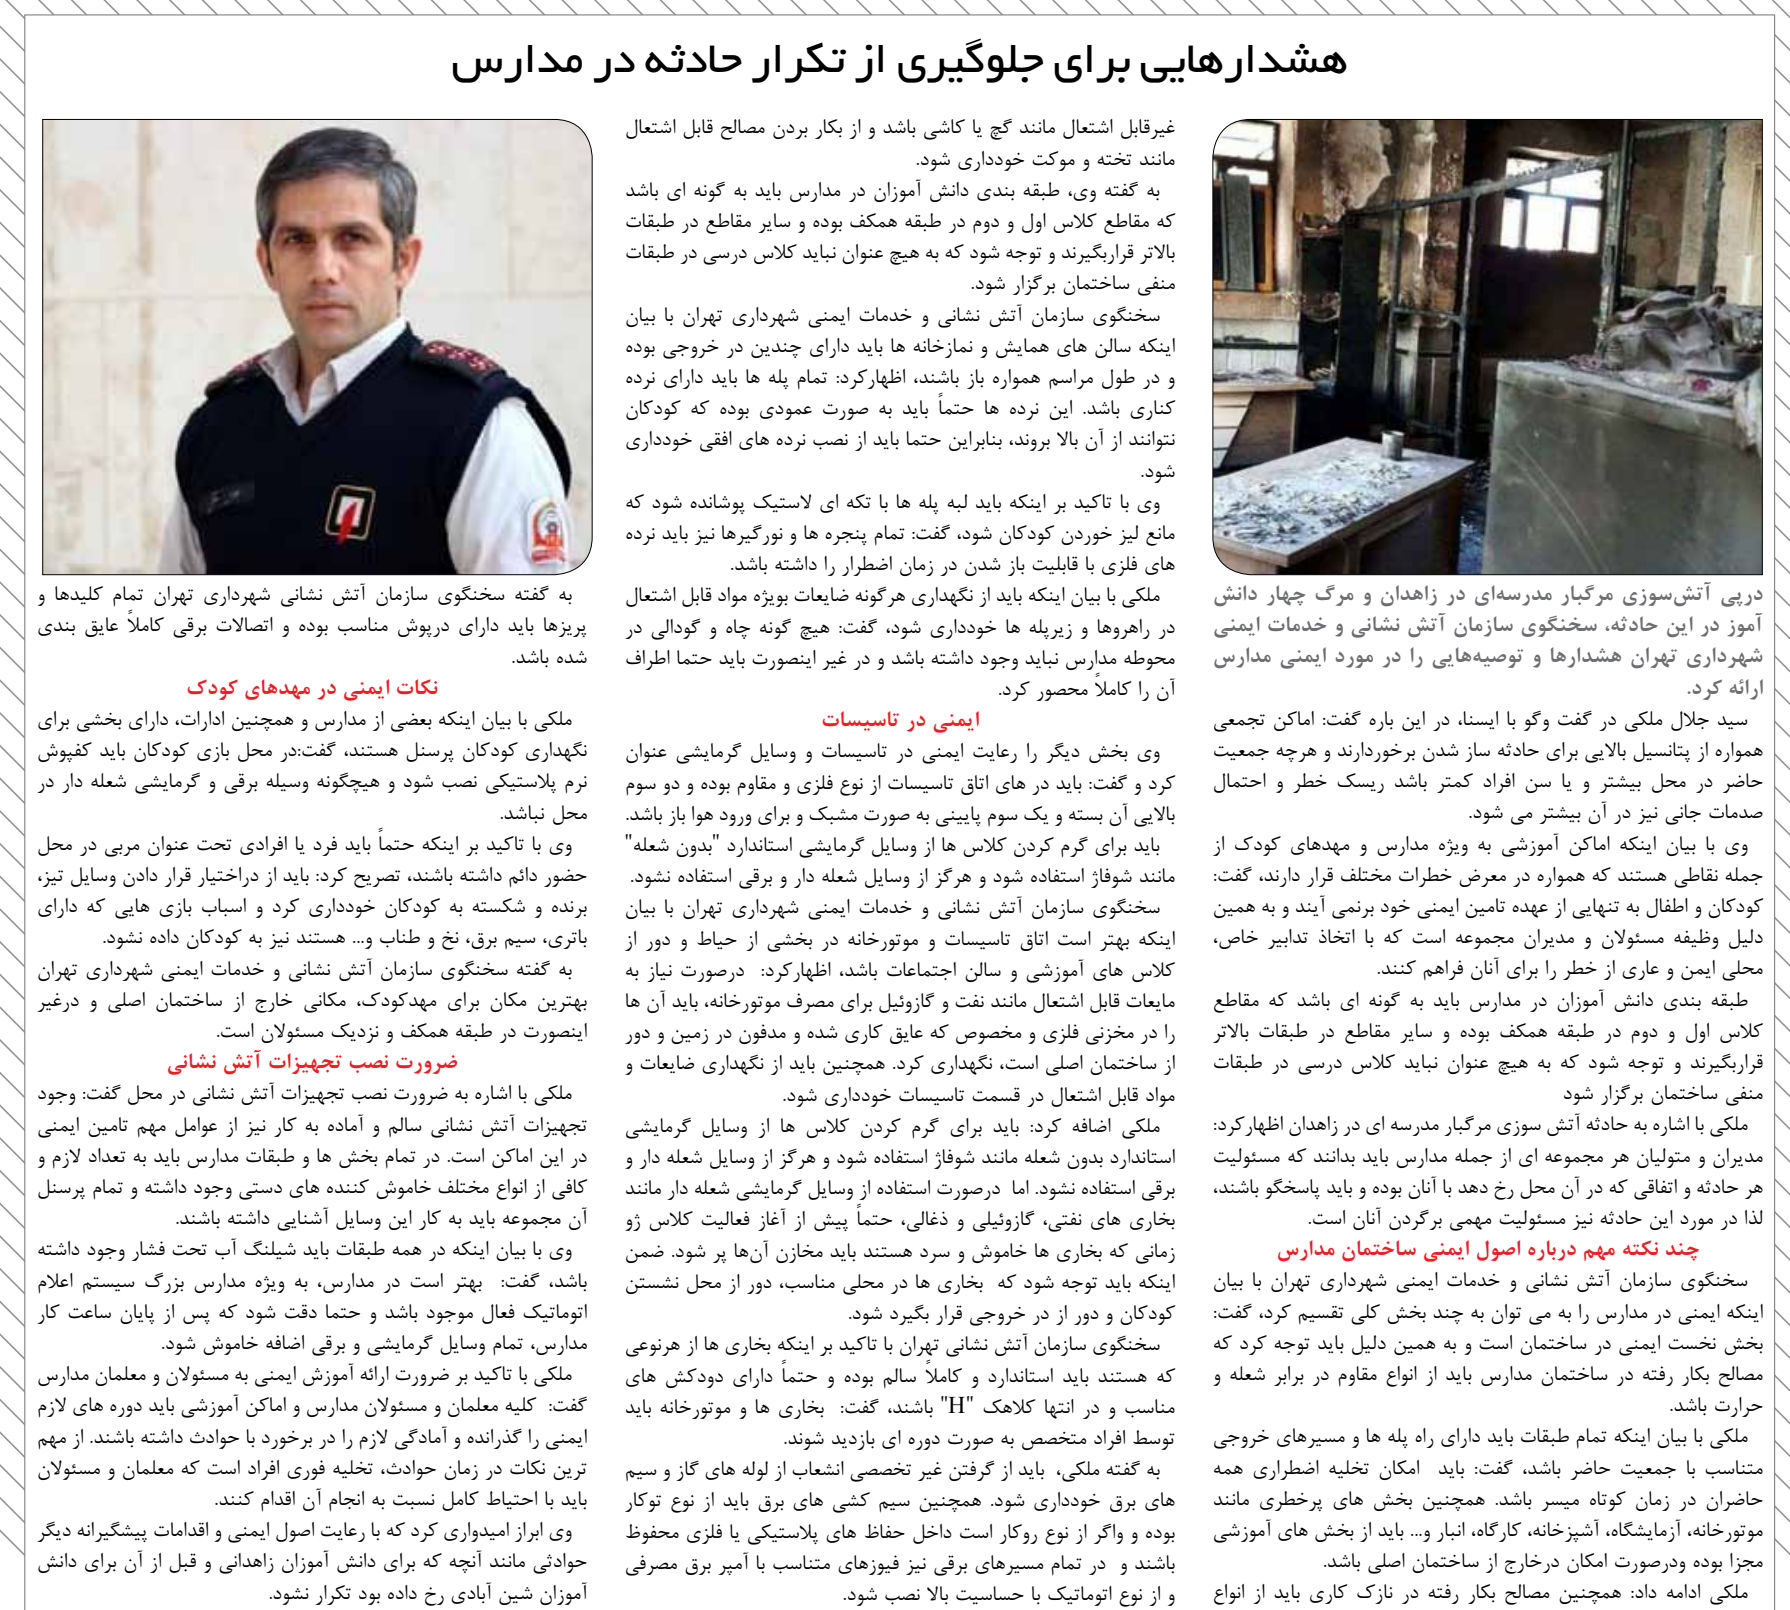 هشدارهایی برای جلوگیری از تکرار حادثه در مدارس
درپی آتش‌سوزی مرگبار مدرسه‌ای در زاهدان و مرگ چهار دانش
آموز در این حادثه، سخنگوی سازمان آتش نشانی و خدمات ایمنی
شهرداری تهران هشدارها و توصیه‌هایی را در مورد ایمنی مدارس
ارائه کرد.
سید جلال ملکی در گفت وگو با ایسنا، در این باره گفت: اماکن تجمعی
همواره از پتانسیل بالایی برای حادثه ساز شدن برخوردارند و هرچه جمعیت
حاضر در محل بیشتر و یا سن افراد کمتر باشد ریسک خطر و احتمال
صدمات جانی نیز در آن بیشتر می شود.
وی با بیان اینکه اماکن آموزشی به ویژه مدارس و مهدهای کودک از
جمله نقاطی هستند که همواره در معرض خطرات مختلف قرار دارند، گفت:
کودکان و اطفال به تنهایی از عهده تامین ایمنی خود برنمی آیند و به همین
دلیل وظیفه مسئولان و مدیران مجموعه است که با اتخاذ تدابیر خاص،
محلی ایمن و عاری از خطر را برای آنان فراهم کنند.
طبقه بندی دانش آموزان در مدارس باید به گونه ای باشد که مقاطع
کلاس اول و دوم در طبقه همکف بوده و سایر مقاطع در طبقات بالاتر
قراربگیرند و توجه شود که به هیچ عنوان نباید کلاس درسی در طبقات
منفی ساختمان برگزار شود
ملکی با اشاره به حادثه آتش سوزی مرگبار مدرسه ای در زاهدان اظهارکرد:
مدیران و متولیان هر مجموعه ای از جمله مدارس باید بدانند که مسئولیت
هر حادثه و اتفاقی که در آن محل رخ دهد با آنان بوده و باید پاسخگو باشند،
لذا در مورد این حادثه نیز مسئولیت مهمی برگردن آنان است.
چند نکته مهم درباره اصول ایمنی ساختمان مدارس
سخنگوی سازمان آتش نشانی و خدمات ایمنی شهرداری تهران با بیان
اینکه ایمنی در مدارس را به می توان به چند بخش کلی تقسیم کرد، گفت:
بخش نخست ایمنی در ساختمان است و به همین دلیل باید توجه کرد که
مصالح بکار رفته در ساختمان مدارس باید از انواع مقاوم در برابر شعله و
حرارت باشد.
ملکی با بیان اینکه تمام طبقات باید دارای راه پله ها و مسیرهای خروجی
متناسب با جمعیت حاضر باشد، گفت: باید  امکان تخلیه اضطراری همه
حاضران در زمان کوتاه میسر باشد. همچنین بخش های پرخطری مانند
موتورخانه، آزمایشگاه، آشپزخانه، کارگاه، انبار و... باید از بخش های آموزشی
مجزا بوده ودرصورت امکان درخارج از ساختمان اصلی باشد.
ملکی ادامه داد: همچنین مصالح بکار رفته در نازک کاری باید از انواع
غیرقابل اشتعال مانند گچ یا کاشی باشد و از بکار بردن مصالح قابل اشتعال
مانند تخته و موکت خودداری شود.
به گفته وی، طبقه بندی دانش آموزان در مدارس باید به گونه ای باشد
که مقاطع کلاس اول و دوم در طبقه همکف بوده و سایر مقاطع در طبقات
بالاتر قراربگیرند و توجه شود که به هیچ عنوان نباید کلاس درسی در طبقات
منفی ساختمان برگزار شود.
سخنگوی سازمان آتش نشانی و خدمات ایمنی شهرداری تهران با بیان
اینکه سالن های همایش و نمازخانه ها باید دارای چندین در خروجی بوده
و در طول مراسم همواره باز باشند، اظهارکرد: تمام پله ها باید دارای نرده
کناری باشد. این نرده ها حتماً باید به صورت عمودی بوده که کودکان
نتوانند از آن بالا بروند، بنابراین حتما باید از نصب نرده های افقی خودداری
شود.
وی با تاکید بر اینکه باید لبه پله ها با تکه ای لاستیک پوشانده شود که
مانع لیز خوردن کودکان شود، گفت: تمام پنجره ها و نورگیرها نیز باید نرده
های فلزی با قابلیت باز شدن در زمان اضطرار را داشته باشد.
ملکی با بیان اینکه باید از نگهداری هرگونه ضایعات بویژه مواد قابل اشتعال
در راهروها و زیرپله ها خودداری شود، گفت: هیچ گونه چاه و گودالی در
محوطه مدارس نباید وجود داشته باشد و در غیر اینصورت باید حتما اطراف
آن را کاملاً محصور کرد.
ایمنی در تاسیسات
وی بخش دیگر را رعایت ایمنی در تاسیسات و وسایل گرمایشی عنوان
کرد و گفت: باید در های اتاق تاسیسات از نوع فلزی و مقاوم بوده و دو سوم
بالایی آن بسته و یک سوم پایینی به صورت مشبک و برای ورود هوا باز باشد.
باید برای گرم کردن کلاس ها از وسایل گرمایشی استاندارد "بدون شعله"
مانند شوفاژ استفاده شود و هرگز از وسایل شعله دار و برقی استفاده نشود.
سخنگوی سازمان آتش نشانی و خدمات ایمنی شهرداری تهران با بیان
اینکه بهتر است اتاق تاسیسات و موتورخانه در بخشی از حیاط و دور از
کلاس های آموزشی و سالن اجتماعات باشد، اظهارکرد:  درصورت نیاز به
مایعات قابل اشتعال مانند نفت و گازوئیل برای مصرف موتورخانه، باید آن ها
را در مخزنی فلزی و مخصوص که عایق کاری شده و مدفون در زمین و دور
از ساختمان اصلی است، نگهداری کرد. همچنین باید از نگهداری ضایعات و
مواد قابل اشتعال در قسمت تاسیسات خودداری شود.
ملکی اضافه کرد: باید برای گرم کردن کلاس ها از وسایل گرمایشی
استاندارد بدون شعله مانند شوفاژ استفاده شود و هرگز از وسایل شعله دار و
برقی استفاده نشود. اما  درصورت استفاده از وسایل گرمایشی شعله دار مانند
بخاری های نفتی، گازوئیلی و ذغالی، حتماً پیش از آغاز فعالیت کلاس ژو
زمانی که بخاری ها خاموش و سرد هستند باید مخازن آن‌ها پر شود. ضمن
اینکه باید توجه شود که  بخاری ها در محلی مناسب، دور از محل نشستن
کودکان و دور از در خروجی قرار بگیرد شود.
سخنگوی سازمان آتش نشانی تهران با تاکید بر اینکه بخاری ها از هرنوعی
که هستند باید استاندارد و کاملاً سالم بوده و حتماً دارای دودکش های
مناسب و در انتها کلاهک "H" باشند، گفت:  بخاری ها و موتورخانه باید
توسط افراد متخصص به صورت دوره ای بازدید شوند.
به گفته ملکی،  باید از گرفتن غیر تخصصی انشعاب از لوله های گاز و سیم
های برق خودداری شود. همچنین سیم کشی های برق باید از نوع توکار
بوده و واگر از نوع روکار است داخل حفاظ های پلاستیکی یا فلزی محفوظ
باشند و  در تمام مسیرهای برقی نیز فیوزهای متناسب با آمپر برق مصرفی
و از نوع اتوماتیک با حساسیت بالا نصب شود.
به گفته سخنگوی سازمان آتش نشانی شهرداری تهران تمام کلیدها و
پریزها باید دارای درپوش مناسب بوده و اتصالات برقی کاملاً عایق بندی
شده باشد.
نکات ایمنی در مهدهای کودک
ملکی با بیان اینکه بعضی از مدارس و همچنین ادارات، دارای بخشی برای
نگهداری کودکان پرسنل هستند، گفت:در محل بازی کودکان باید کفپوش
نرم پلاستیکی نصب شود و هیچگونه وسیله برقی و گرمایشی شعله دار در
محل نباشد.
وی با تاکید بر اینکه حتماً باید فرد یا افرادی تحت عنوان مربی در محل
حضور دائم داشته باشند، تصریح کرد: باید از دراختیار قرار دادن وسایل تیز،
برنده و شکسته به کودکان خودداری کرد و اسباب بازی هایی که دارای
باتری، سیم برق، نخ و طناب و... هستند نیز به کودکان داده نشود.
به گفته سخنگوی سازمان آتش نشانی و خدمات ایمنی شهرداری تهران
بهترین مکان برای مهدکودک، مکانی خارج از ساختمان اصلی و درغیر
اینصورت در طبقه همکف و نزدیک مسئولان است.
ضرورت نصب تجهیزات آتش نشانی
ملکی با اشاره به ضرورت نصب تجهیزات آتش نشانی در محل گفت: وجود
تجهیزات آتش نشانی سالم و آماده به کار نیز از عوامل مهم تامین ایمنی
در این اماکن است. در تمام بخش ها و طبقات مدارس باید به تعداد لازم و
کافی از انواع مختلف خاموش کننده های دستی وجود داشته و تمام پرسنل
آن مجموعه باید به کار این وسایل آشنایی داشته باشند.
وی با بیان اینکه در همه طبقات باید شیلنگ آب تحت فشار وجود داشته
باشد، گفت:  بهتر است در مدارس، به ویژه مدارس بزرگ سیستم اعلام
اتوماتیک فعال موجود باشد و حتما دقت شود که پس از پایان ساعت کار
مدارس، تمام وسایل گرمایشی و برقی اضافه خاموش شود.
ملکی با تاکید بر ضرورت ارائه آموزش ایمنی به مسئولان و معلمان مدارس
گفت:  کلیه معلمان و مسئولان مدارس و اماکن آموزشی باید دوره های لازم
ایمنی را گذرانده و آمادگی لازم را در برخورد با حوادث داشته باشند. از مهم
ترین نکات در زمان حوادث، تخلیه فوری افراد است که معلمان و مسئولان
باید با احتیاط کامل نسبت به انجام آن اقدام کنند.
وی ابراز امیدواری کرد که با رعایت اصول ایمنی و اقدامات پیشگیرانه دیگر
حوادثی مانند آنچه که برای دانش آموزان زاهدانی و قبل از آن برای دانش
آموزان شین آبادی رخ داده بود تکرار نشود.